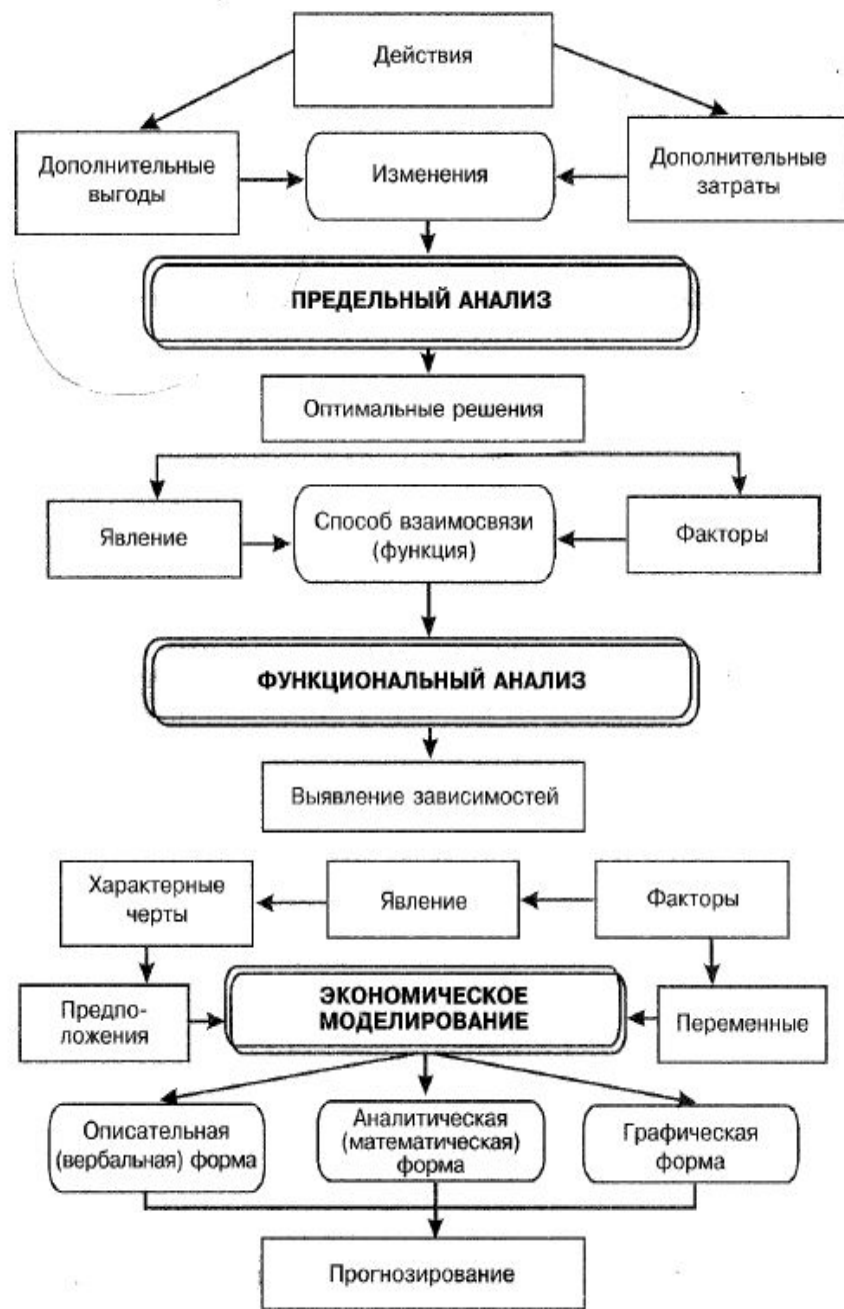 Действия
Дополнительные
выгоды
Изменения
Дополнительные
затраты
ПРЕДЕЛЬНЫЙ АНАЛИЗ
Оптимальные решения
Явление
Способ взаимосвязи
(функция)
Факторы
ФУНКЦИОНАЛЬНЫЙ АНАЛИЗ
Выявление зависимостей
Характерные
черты
Явление
Факторы
Предпо-
ложения
ЭКОНОМИЧЕСКОЕ
МОДЕЛИРОВАНИЕ
Переменные
Описательная
(вербальная) форма
Аналитическая
(математическая)
форма
Графическая
форма
Прогнозирование